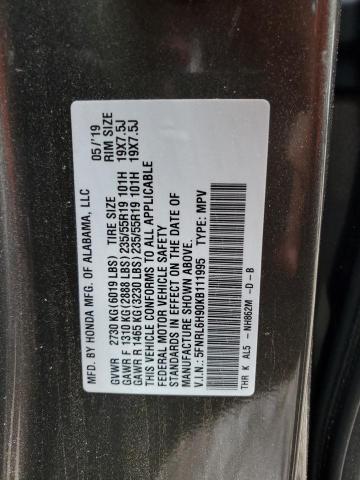 MFD. BY HONDA MFG. OF ALABAMA, LLC 05/'19
GVWR 2730 KG(6019 LBS) TIRE SIZE RIM SIZE
GAWR F 1310 KG(2888 LBS) 235/55R19 101H 19X7.5J
GAWR R 1465 KG(3230 LBS) 235/55R19 101H 19X7.5J
THIS VEHICLE CONFORMS TO ALL APPLICABLE
FEDERAL MOTOR VEHICLE SAFETY
STANDARDS IN EFFECT ON THE DATE OF
MANUFACTURE SHOWN ABOVE.
V.I.N.:5FNRL6H90KB111995 TYPE: MPV
THR K AL5 -NH862M -D -B